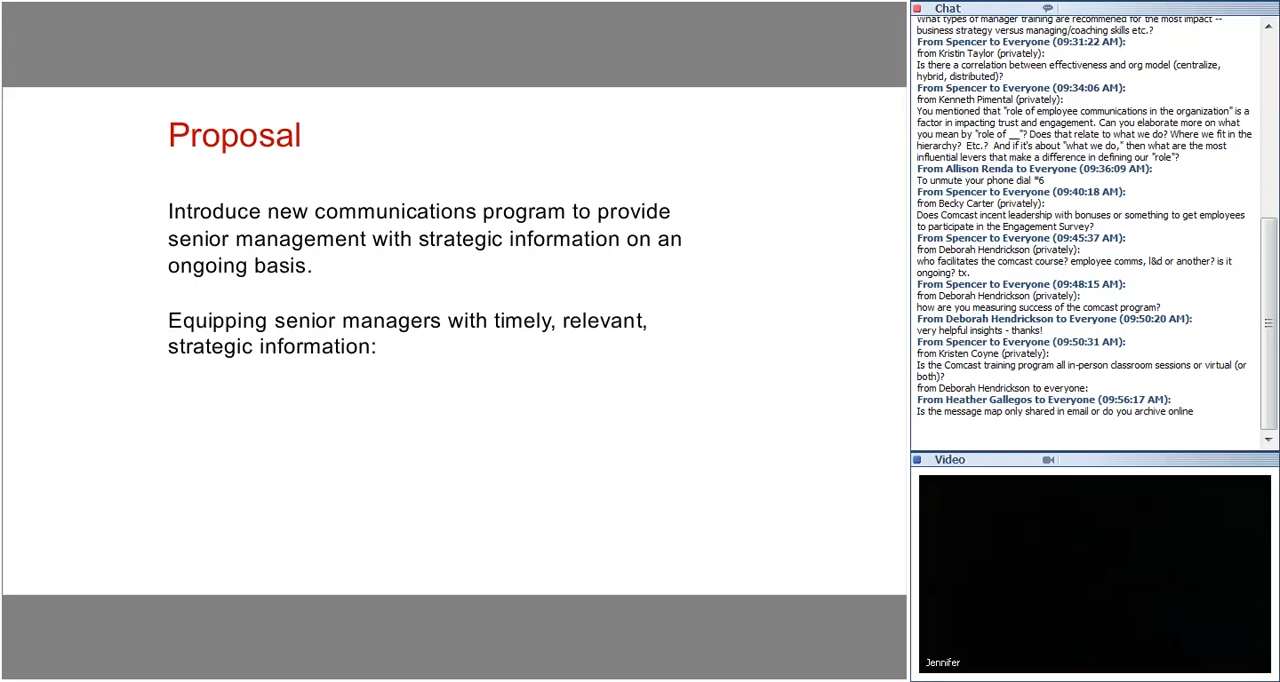 Proposal
Introduce new communications program to provide
senior management with strategic information on an
ongoing basis.
Equipping senior managers with timely, relevant,
strategic information:
Chat
What types of manager training are recommened for the most impact --
business strategy versus managing/coaching skills etc.?
From Spencer to Everyone (09:31:22 AM):
from Kristin Taylor (privately):
Is there a correlation between effectiveness and org model (centralize,
hybrid, distributed)?
From Spencer to Everyone (09:34:06 AM):
from Kenneth Pimental (privately):
You mentioned that "role of employee communications in the organization" is a
factor in impacting trust and engagement. Can you elaborate more on what
you mean by "role of __"? Does that relate to what we do? Where we fit in the
hierarchy?  Etc.?  And if it's about "what we do," then what are the most
influential levers that make a difference in defining our "role"?
From Allison Renda to Everyone (09:36:09 AM):
To unmute your phone dial *6
From Spencer to Everyone (09:40:18 AM):
from Becky Carter (privately):
Does Comcast incent leadership with bonuses or something to get employees
to participate in the Engagement Survey?
From Spencer to Everyone (09:45:37 AM):
from Deborah Hendrickson (privately):
who facilitates the comcast course? employee comms, l&d or another? is it
ongoing? tx.
From Spencer to Everyone (09:48:15 AM):
from Deborah Hendrickson (privately):
how are you measuring success of the comcast program?
From Deborah Hendrickson to Everyone (09:50:20 AM):
very helpful insights - thanks!
From Spencer to Everyone (09:50:31 AM):
from Kristen Coyne (privately):
Is the Comcast training program all in-person classroom sessions or virtual (or
both)?
from Deborah Hendrickson to everyone:
From Heather Gallegos to Everyone (09:56:17 AM):
Is the message map only shared in email or do you archive online
Video
Jennifer